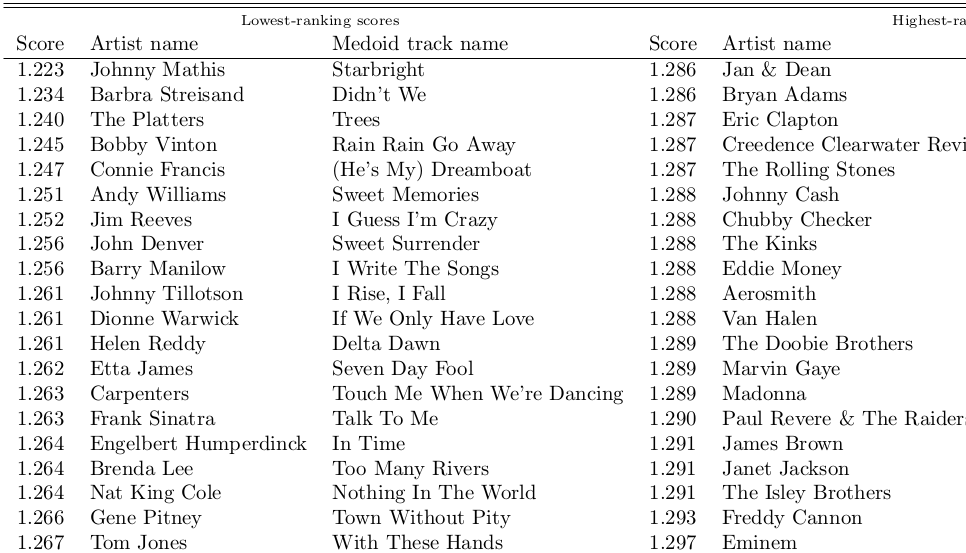 Lowest-ranking scores Highest-ra
Score Artist name Medoid track name Score Artist name
1.223 Johnny Mathis Starbright 1.286 Jan & Dean
1.234 Barbra Streisand Didn't We 1.286 Bryan Adams
1.240 The Platters Trees 1.287 Eric Clapton
1.245 Bobby Vinton Rain Rain Go Away 1.287 Creedence Clearwater Revi
1.247 Connie Francis (He's My) Dreamboat 1.287 The Rolling Stones
1.251 Andy Williams Sweet Memories 1.288 Johnny Cash
1.252 Jim Reeves I Guess I'm Crazy 1.288 Chubby Checker
1.256 John Denver Sweet Surrender 1.288 The Kinks
1.256 Barry Manilow I Write The Songs 1.288 Eddie Money
1.261 Johnny Tillotson I Rise, I Fall 1.288 Aerosmith
1.261 Dionne Warwick If We Only Have Love 1.288 Van Halen
1.261 Helen Reddy Delta Dawn 1.289 The Doobie Brothers
1.262 Etta James Seven Day Fool 1.289 Marvin Gaye
1.263 Carpenters Touch Me When We're Dancing 1.289 Madonna
1.263 Frank Sinatra Talk To Me 1.290 Paul Revere & The Raiders
1.264 Engelbert Humperdinck In Time 1.291 James Brown
1.264 Brenda Lee Too Many Rivers 1.291 Janet Jackson
1.264 Nat King Cole Nothing In The World 1.291 The Isley Brothers
1.266 Gene Pitney Town Without Pity 1.293 Freddy Cannon
1.267 Tom Jones With These Hands 1.297 Eminem